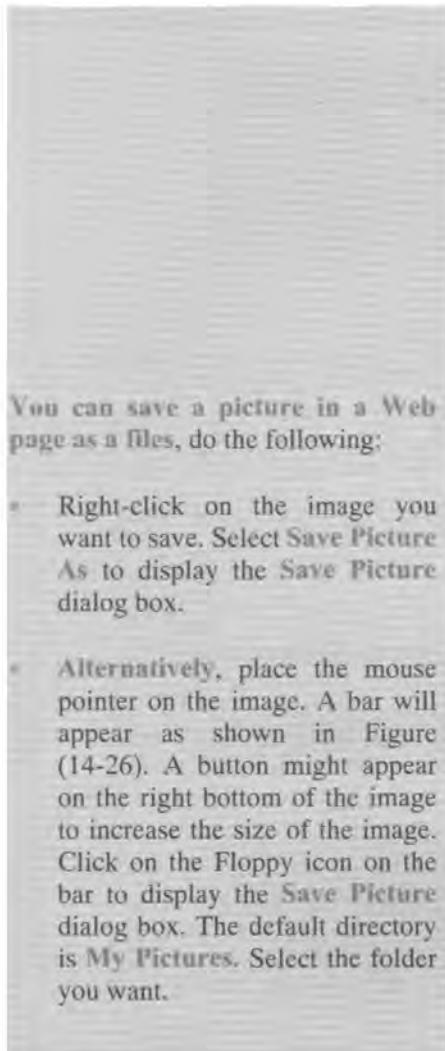 You can save a picture in a Web
page as a files, do the following:
• Right-click on the image you
want to save. Select Save Picture
As to display the Save Picture
dialog box.
• Alternatively, place the mouse
pointer on the image. A bar will
appear as shown in Figure
(14-26). A button might appear
on the right bottom of the image
to increase the size of the image.
Click on the Floppy icon on the
bar to display the Save Picture
dialog box. The default directory
is My Pictures. Select the folder
you want.